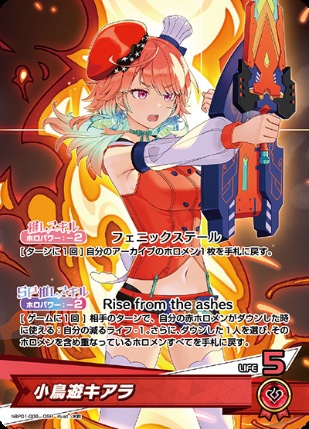 推しスキル
ホロパワー：-2
フェニックステール
[ターンに1回]自分のアーカイブのホロメン1枚を手札に戻す。
SP推しスキル
ホロパワー：-2
Rise from the ashes
[ゲームに1回]相手のターンで、自分の赤ホロメンがダウンした時
に使える：自分の減るライフ-1。さらに、ダウンした1人を選び、その
ホロメンを含め重なっているホロメンすべてを手札に戻す。
LIFE 5
小鳥遊キアラ